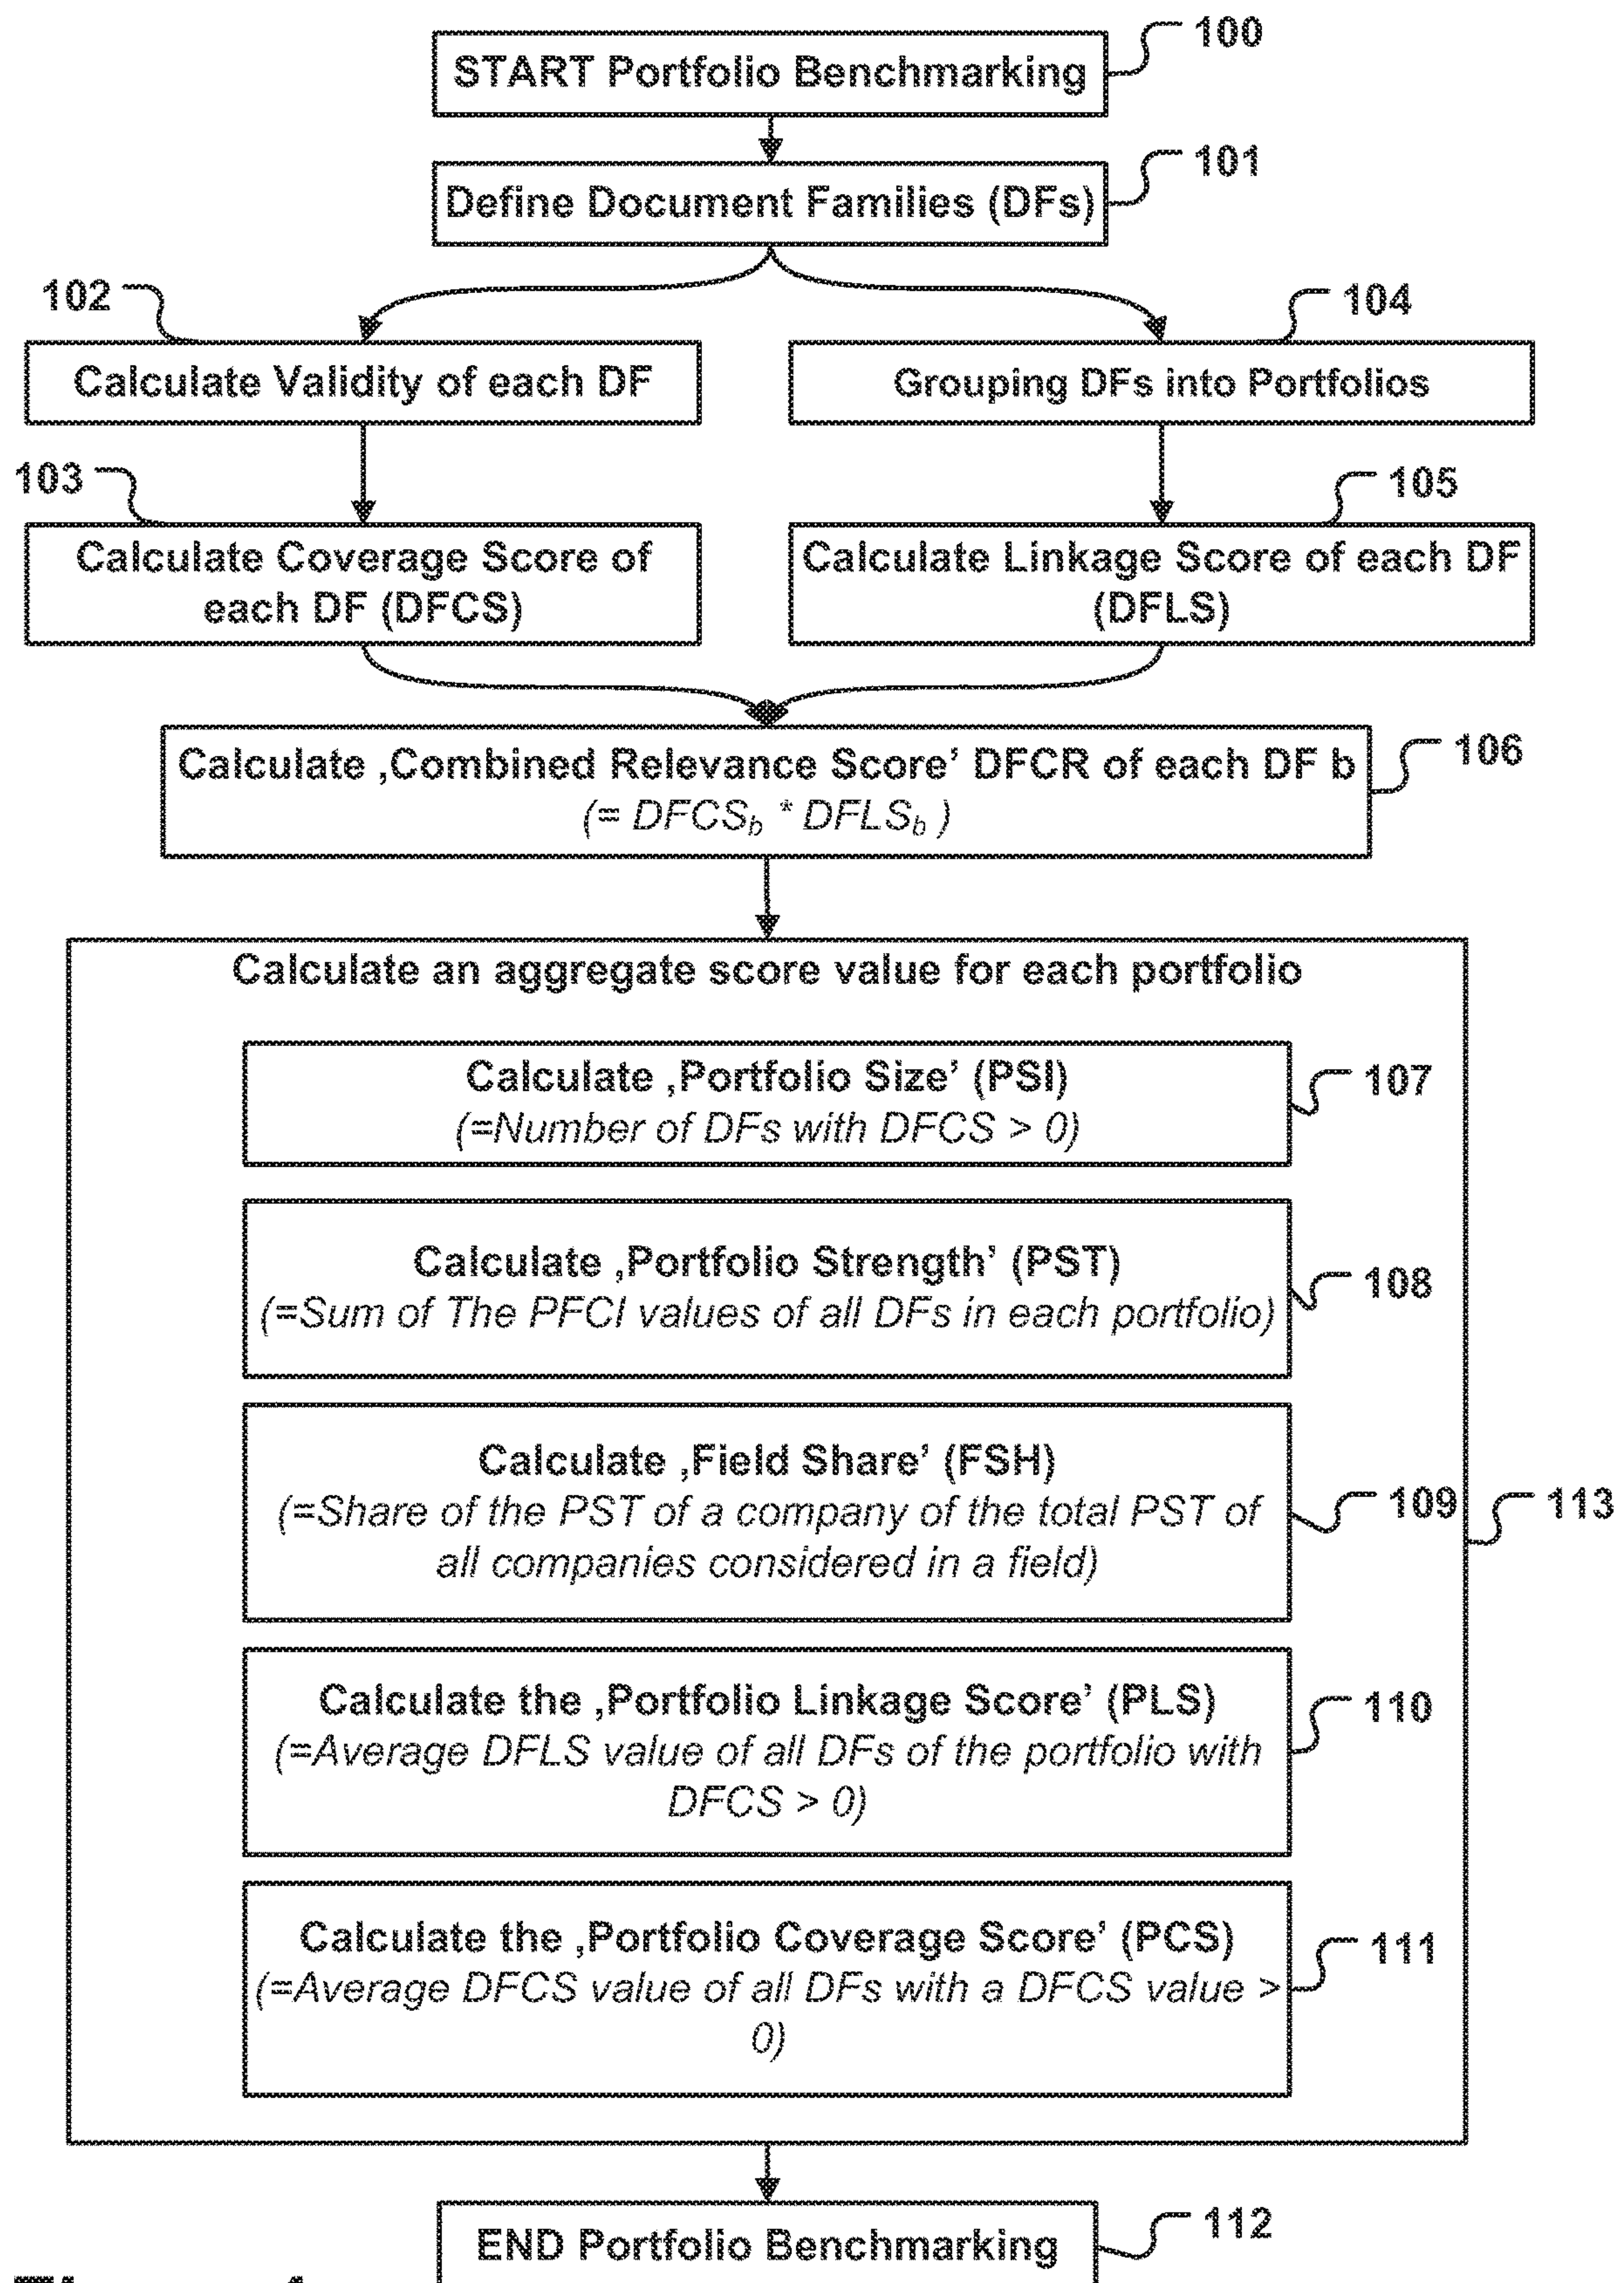 100
START Portfolio Benchmarking
101
Define Document Families (DFs)
102
104
Calculate Validity of each DF
Grouping DFs into Portfolios
103
105
Calculate Coverage Score of
each DF (DFCS)
Calculate Linkage Score of each DF
(DFLS)
106
Calculate ‚Combined Relevance Score’ DFCR of each DF b
(= DFCSb * DFLSb )
Calculate an aggregate score value for each portfolio
Calculate ‚Portfolio Size’ (PSI)
(=Number of DFs with DFCS > 0)
107
Calculate ‚Portfolio Strength’ (PST)
(=Sum of The PFCI values of all DFs in each portfolio)
108
Calculate ‚Field Share’ (FSH)
(=Share of the PST of a company of the total PST of
all companies considered in a field)
109
113
Calculate the ‚Portfolio Linkage Score’ (PLS)
(=Average DFLS value of all DFs of the portfolio with
DFCS > 0)
110
Calculate the ‚Portfolio Coverage Score’ (PCS)
(=Average DFCS value of all DFs with a DFCS value >
0)
111
END Portfolio Benchmarking
112